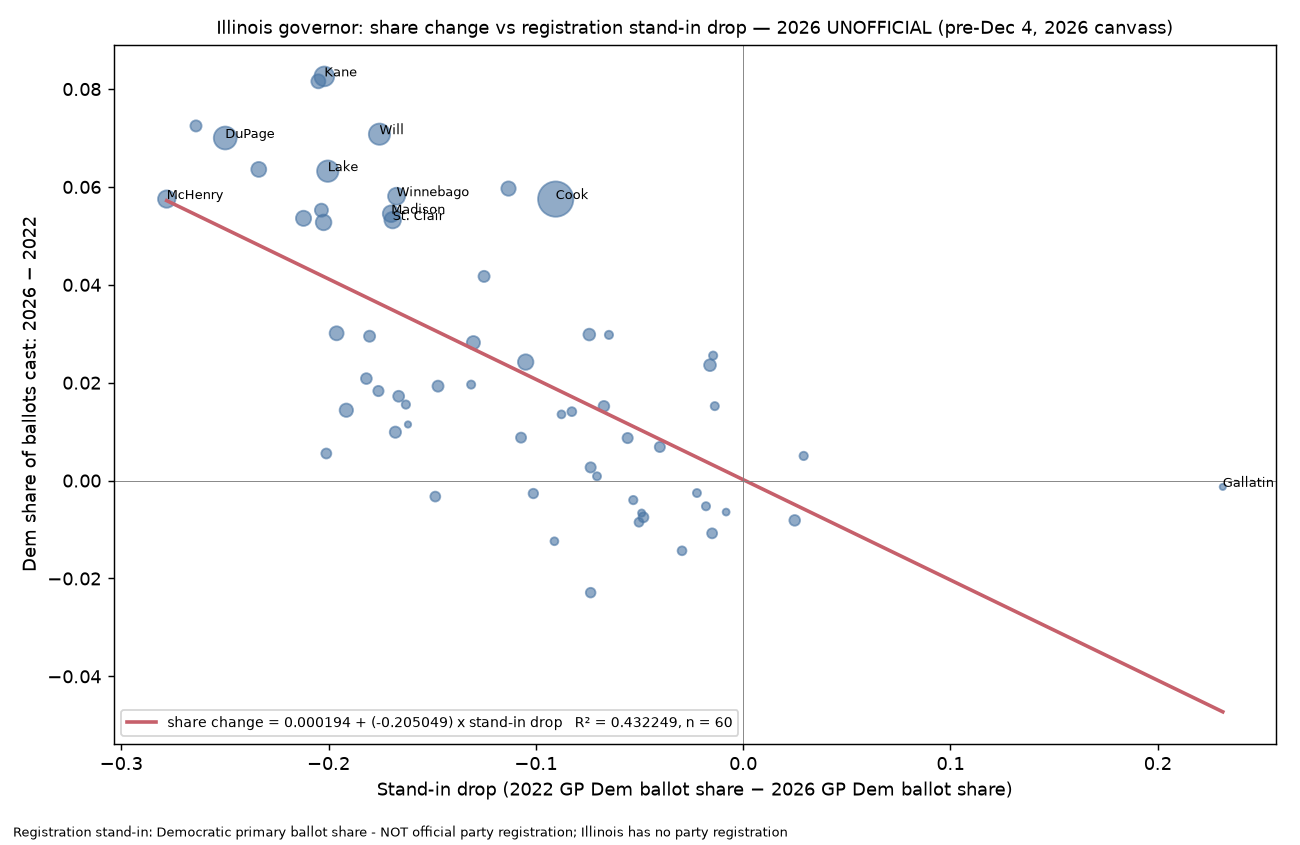 Illinois governor: share change vs registration stand-in drop — 2026 UNOFFICIAL (pre-Dec 4, 2026 canvass)
Dem share of ballots cast: 2026 − 2022
0.08
0.06
0.04
0.02
0.00
−0.02
−0.04
Kane
DuPage
Will
Lake
McHenry
Winnebago
Cook
Madison
St. Clair
Gallatin
share change = 0.000194 + (-0.205049) x stand-in drop R² = 0.432249, n = 60
−0.3
−0.2
−0.1
0.0
0.1
0.2
Stand-in drop (2022 GP Dem ballot share − 2026 GP Dem ballot share)
Registration stand-in: Democratic primary ballot share - NOT official party registration; Illinois has no party registration